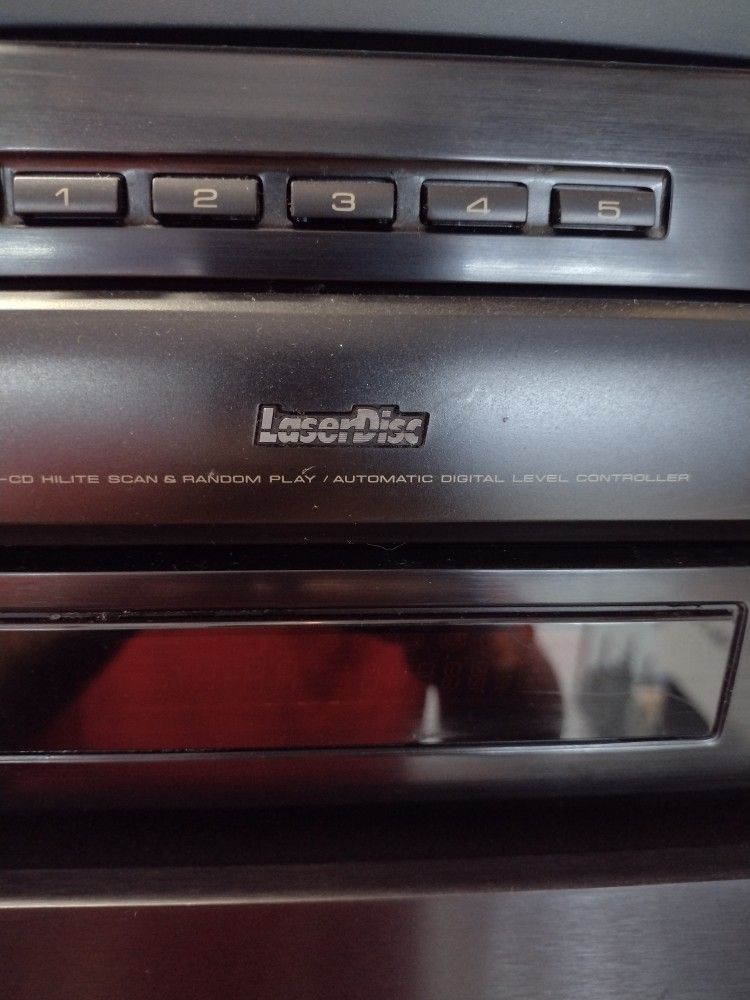 1 2 3 4 5
LaserDisc
-CD HILITE SCAN & RANDOM PLAY / AUTOMATIC DIGITAL LEVEL CONTROLLER